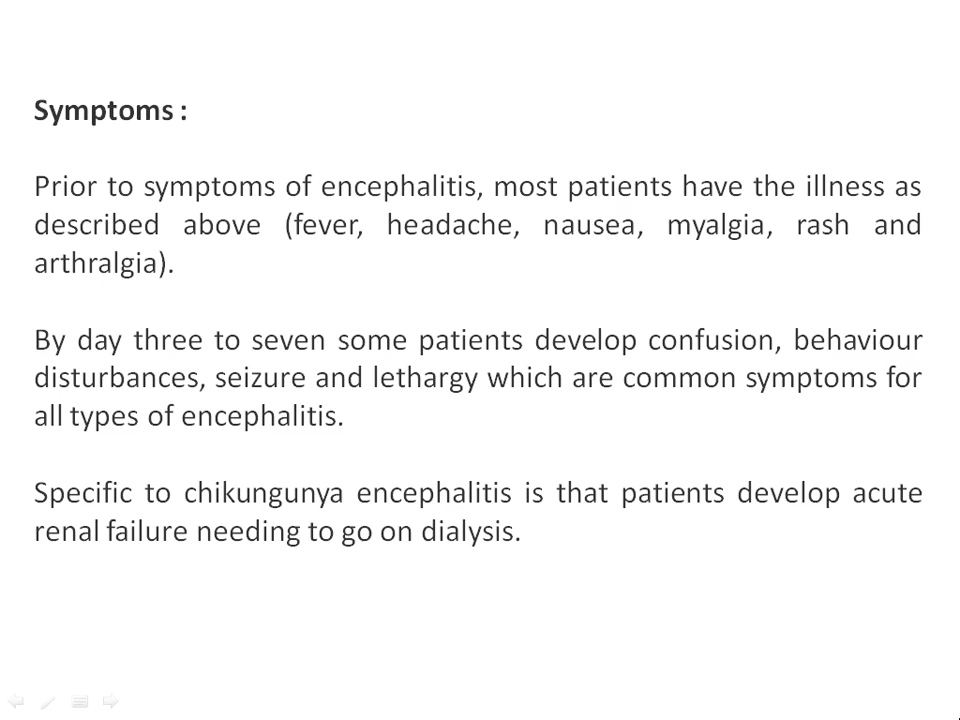 Symptoms :
Prior to symptoms of encephalitis, most patients have the illness as
described above (fever, headache, nausea, myalgia, rash and
arthralgia).
By day three to seven some patients develop confusion, behaviour
disturbances, seizure and lethargy which are common symptoms for
all types of encephalitis.
Specific to chikungunya encephalitis is that patients develop acute
renal failure needing to go on dialysis.